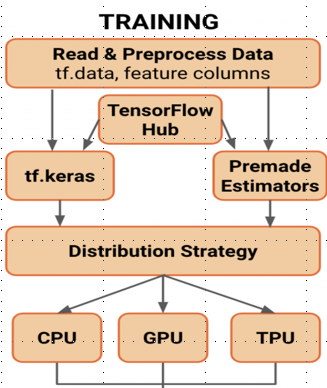 TRAINING
Read & Preprocess Data
tf.data, feature columns
TensorFlow
Hub
tf.keras
Premade
Estimators
Distribution Strategy
CPU
GPU
TPU